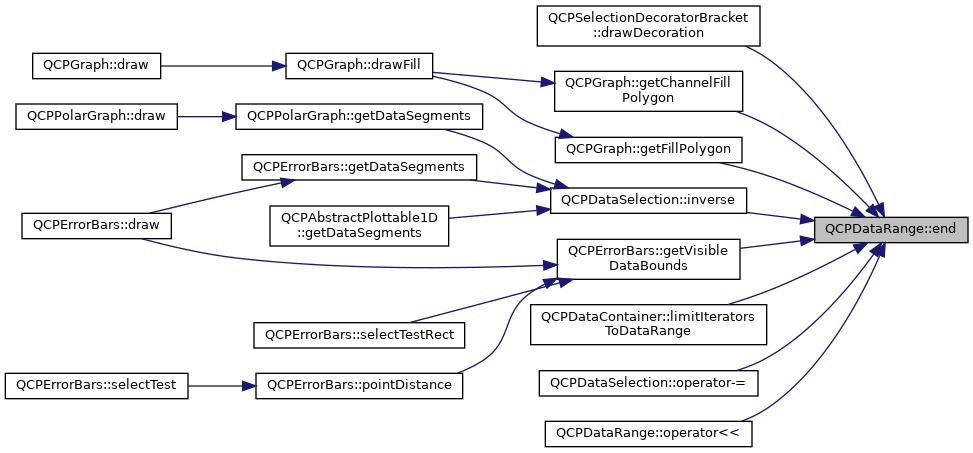 QCPSelectionDecoratorBracket
::drawDecoration
QCPGraph::draw
QCPGraph::drawFill
QCPGraph::getChannelFill
Polygon
QCPPolarGraph::draw
QCPPolarGraph::getDataSegments
QCPGraph::getFillPolygon
QCPErrorBars::getDataSegments
QCPDataSelection::inverse
QCPAbstractPlottable1D
::getDataSegments
QCPErrorBars::draw
QCPDataRange::end
QCPErrorBars::getVisible
DataBounds
QCPDataContainer::limitIterators
ToDataRange
QCPErrorBars::selectTestRect
QCPErrorBars::selectTest
QCPErrorBars::pointDistance
QCPDataSelection::operator-=
QCPDataRange::operator<<